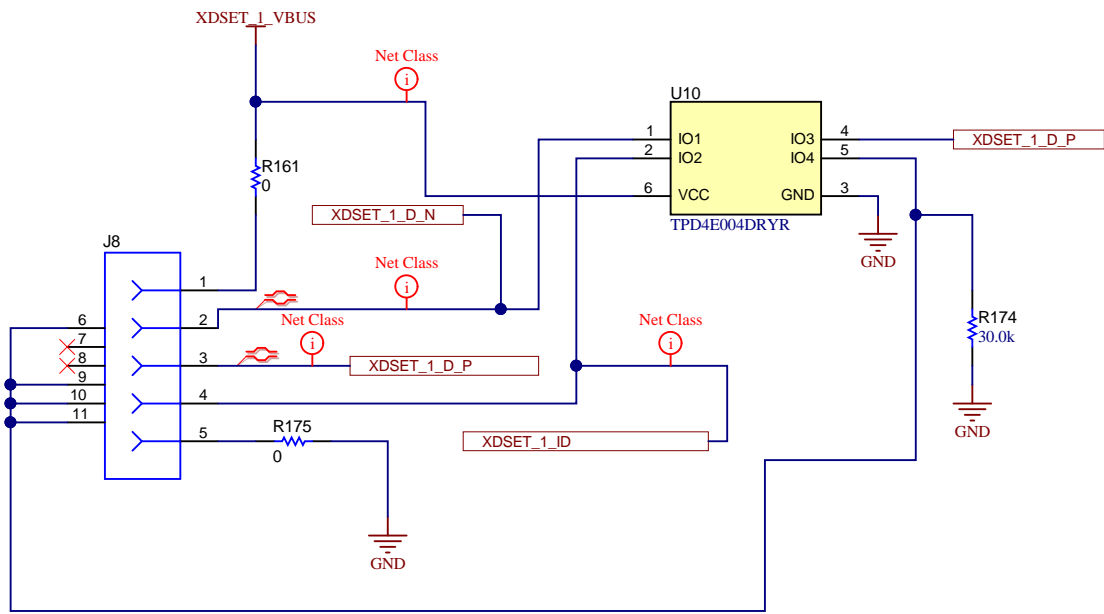 XDSET_1_VBUS
Net Class
i
U10
1
IO1
IO3
4
XDSET_1_D_P
2
IO2
IO4
5
R161
0
6
VCC
GND
3
XDSET_1_D_N
TPD4E004DRYR
GND
J8
Net Class
i
1
2
6
Net Class
i
Net Class
i
R174
30.0k
7
8
3
XDSET_1_D_P
9
10
4
11
GND
R175
0
5
XDSET_1_ID
GND